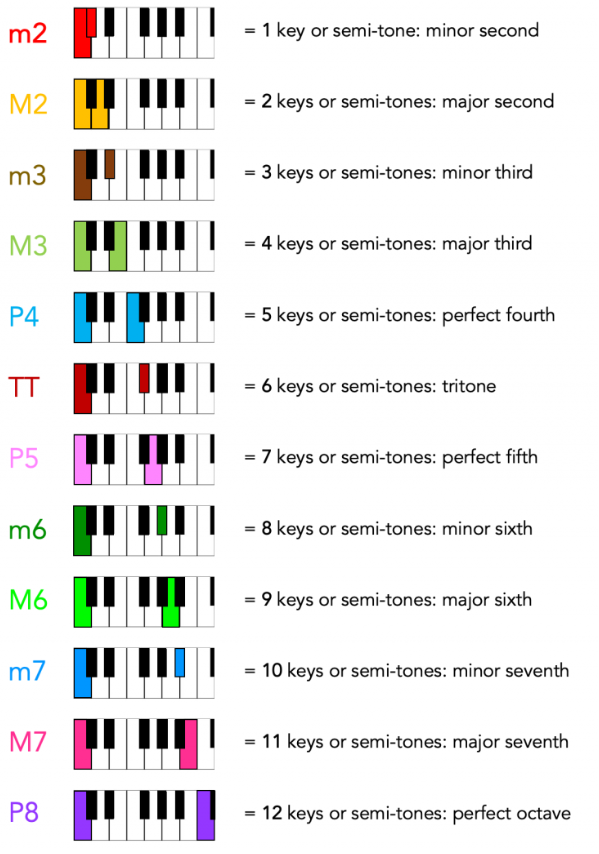 m2 = 1 key or semi-tone: minor second
M2 = 2 keys or semi-tones: major second
m3 = 3 keys or semi-tones: minor third
M3 = 4 keys or semi-tones: major third
P4 = 5 keys or semi-tones: perfect fourth
TT = 6 keys or semi-tones: tritone
P5 = 7 keys or semi-tones: perfect fifth
m6 = 8 keys or semi-tones: minor sixth
M6 = 9 keys or semi-tones: major sixth
m7 = 10 keys or semi-tones: minor seventh
M7 = 11 keys or semi-tones: major seventh
P8 = 12 keys or semi-tones: perfect octave